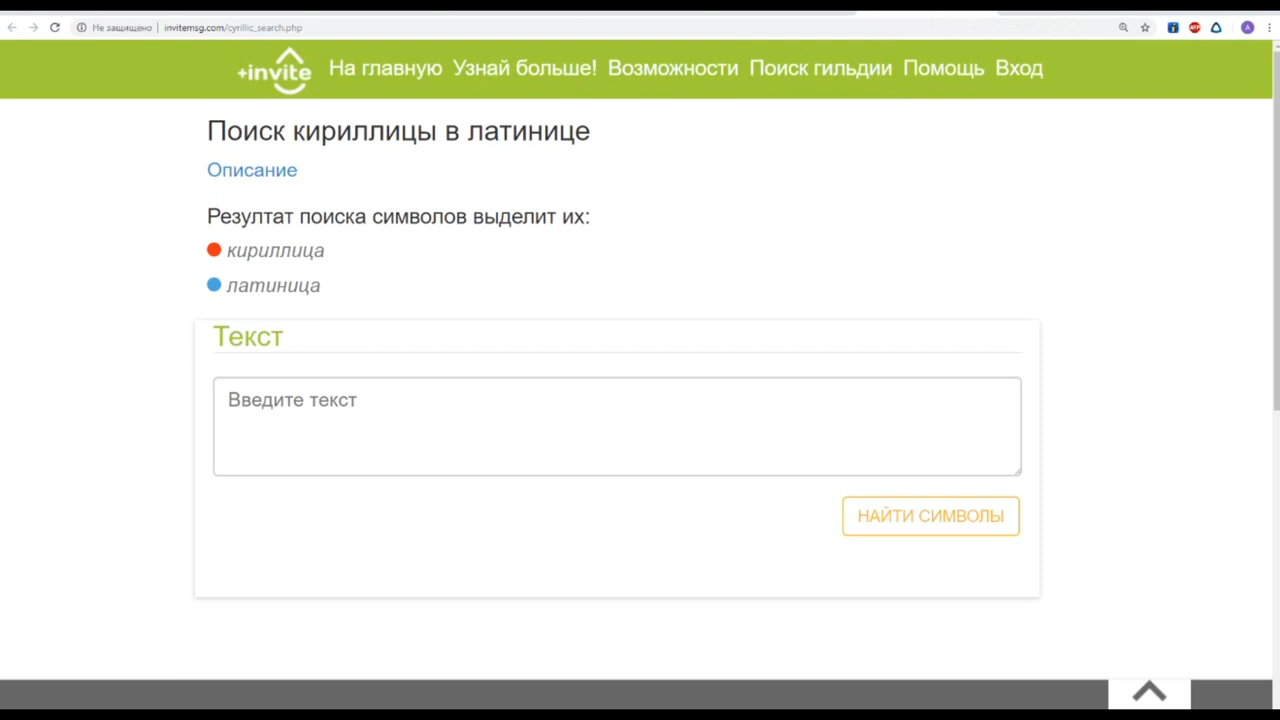 Не защищено | invitemsg.com/cyrillic_search.php
+invite На главную Узнай больше! Возможности Поиск гильдии Помощь Вход
Поиск кириллицы в латинице
Описание
Резултат поиска символов выделит их:
кириллица
латиница
Текст
Введите текст
НАЙТИ СИМВОЛЫ